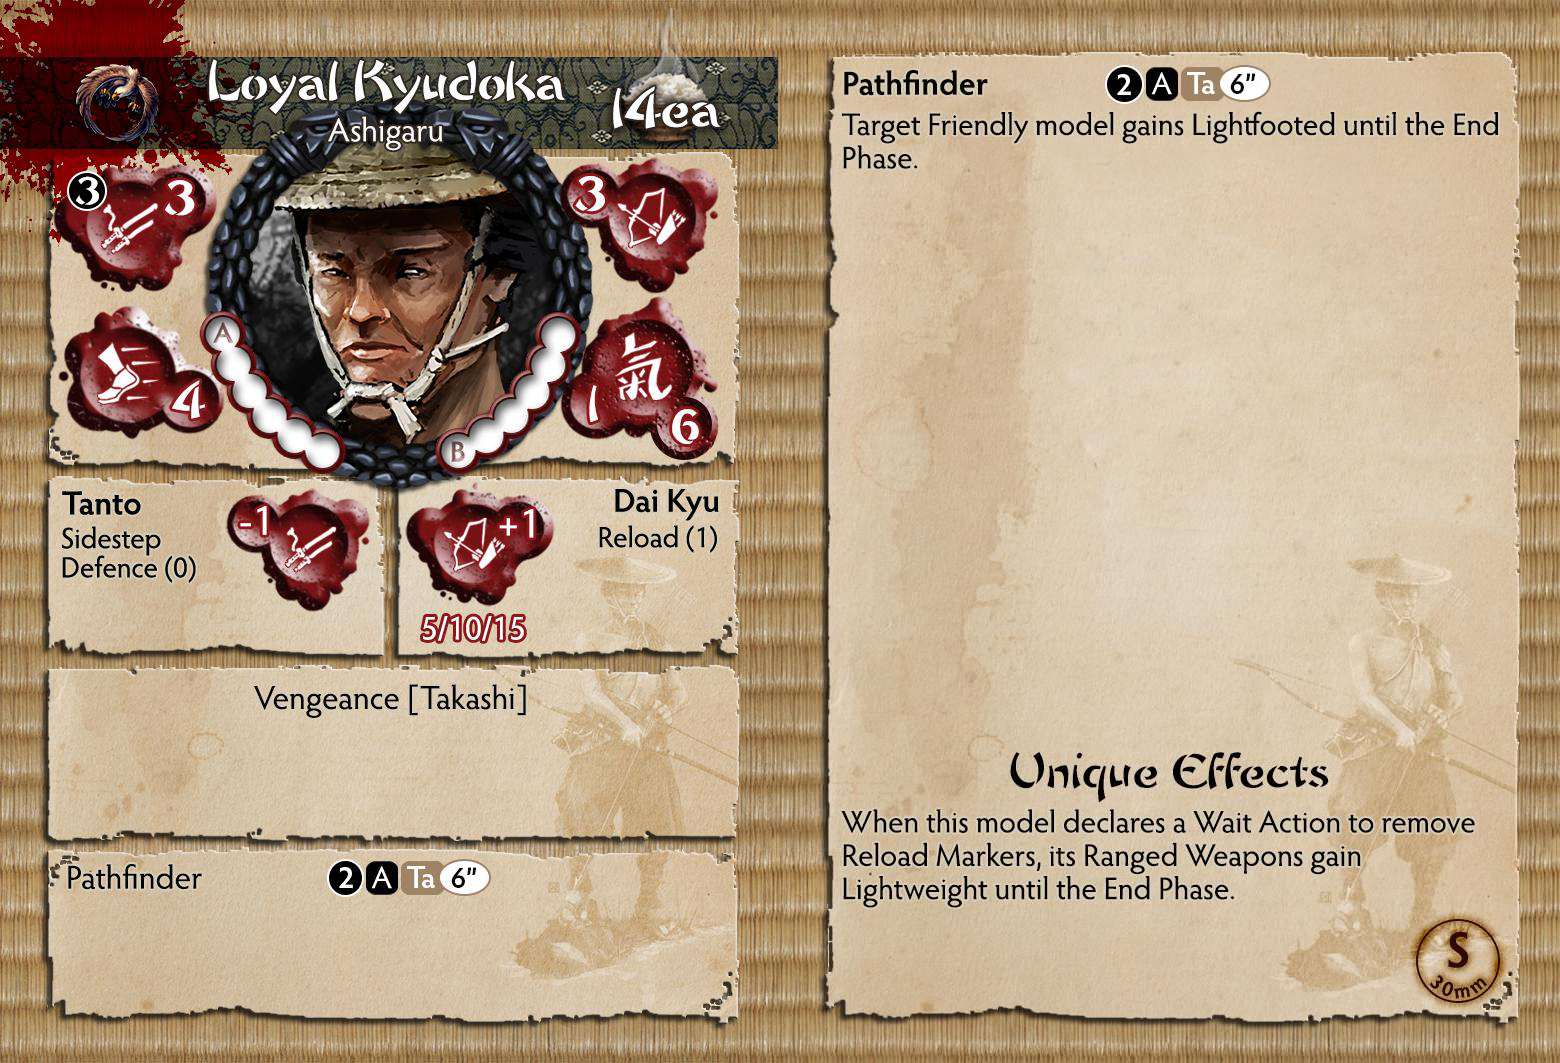 Loyal Kyudoka
14ea
Ashigaru
3 3
3
4
1 氣 6
A
B
Tanto
Sidestep
Defence (0)
-1
+1
5/10/15
Dai Kyu
Reload (1)
Vengeance [Takashi]
Pathfinder 2 A Ta 6”
Pathfinder 2 A Ta 6”
Target Friendly model gains Lightfooted until the End
Phase.
Unique Effects
When this model declares a Wait Action to remove
Reload Markers, its Ranged Weapons gain
Lightweight until the End Phase.
S
30mm